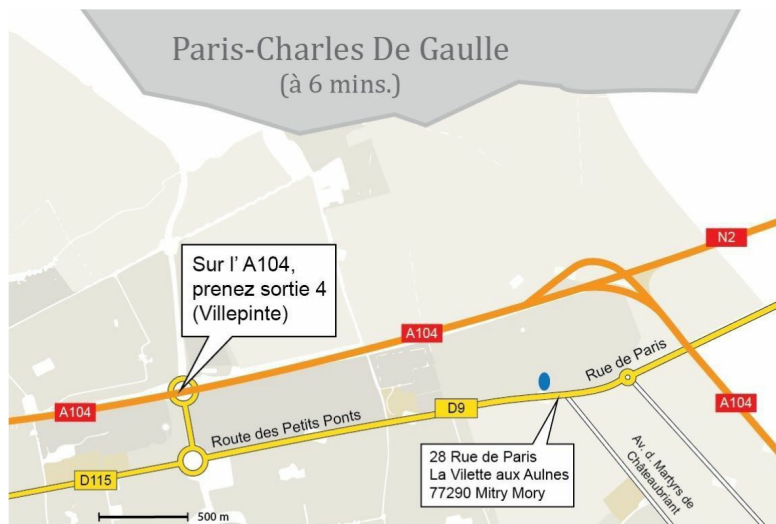 Paris-Charles De Gaulle
(à 6 mins.)
N2
Sur l' A104,
prenez sortie 4
(Villepinte)
A104
Rue de Paris
A104
A104
D9
Route des Petits Ponts
28 Rue de Paris
La Vilette aux Aulnes
77290 Mitry Mory
Av. d. Martyrs de
Châteaubriant
D115
500 m